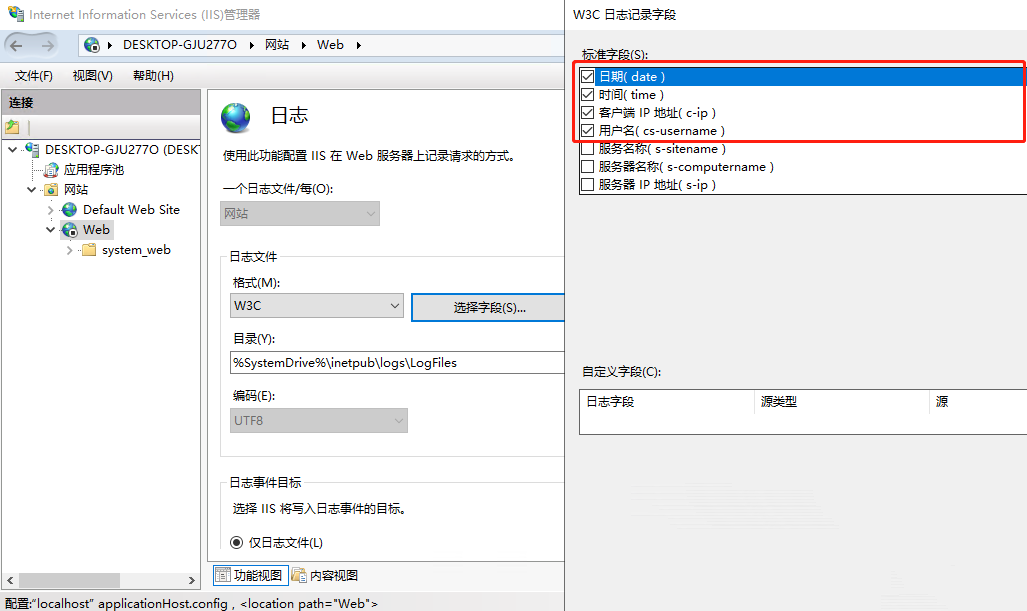 Internet Information Services (IIS)管理器
DESKTOP-GJU277O
网站
Web
文件(F)
视图(V)
帮助(H)
连接
DESKTOP-GJU277O (DESKT
应用程序池
网站
Default Web Site
Web
system_web
日志
使用此功能配置 IIS 在 Web 服务器上记录请求的方式。
一个日志文件/每(O):
网站
日志文件
格式(M):
W3C
选择字段(S)...
目录(Y):
%SystemDrive%\inetpub\logs\LogFiles
编码(E):
UTF8
日志事件目标
选择 IIS 将写入日志事件的目标。
仅日志文件(L)
功能视图
内容视图
配置:"localhost" applicationHost.config , <location path="Web">
W3C 日志记录字段
标准字段(S):
日期( date )
时间( time )
客户端 IP 地址( c-ip )
用户名( cs-username )
服务名称( s-sitename )
服务器名称( s-computername )
服务器 IP 地址( s-ip )
自定义字段(C):
日志字段
源类型
源